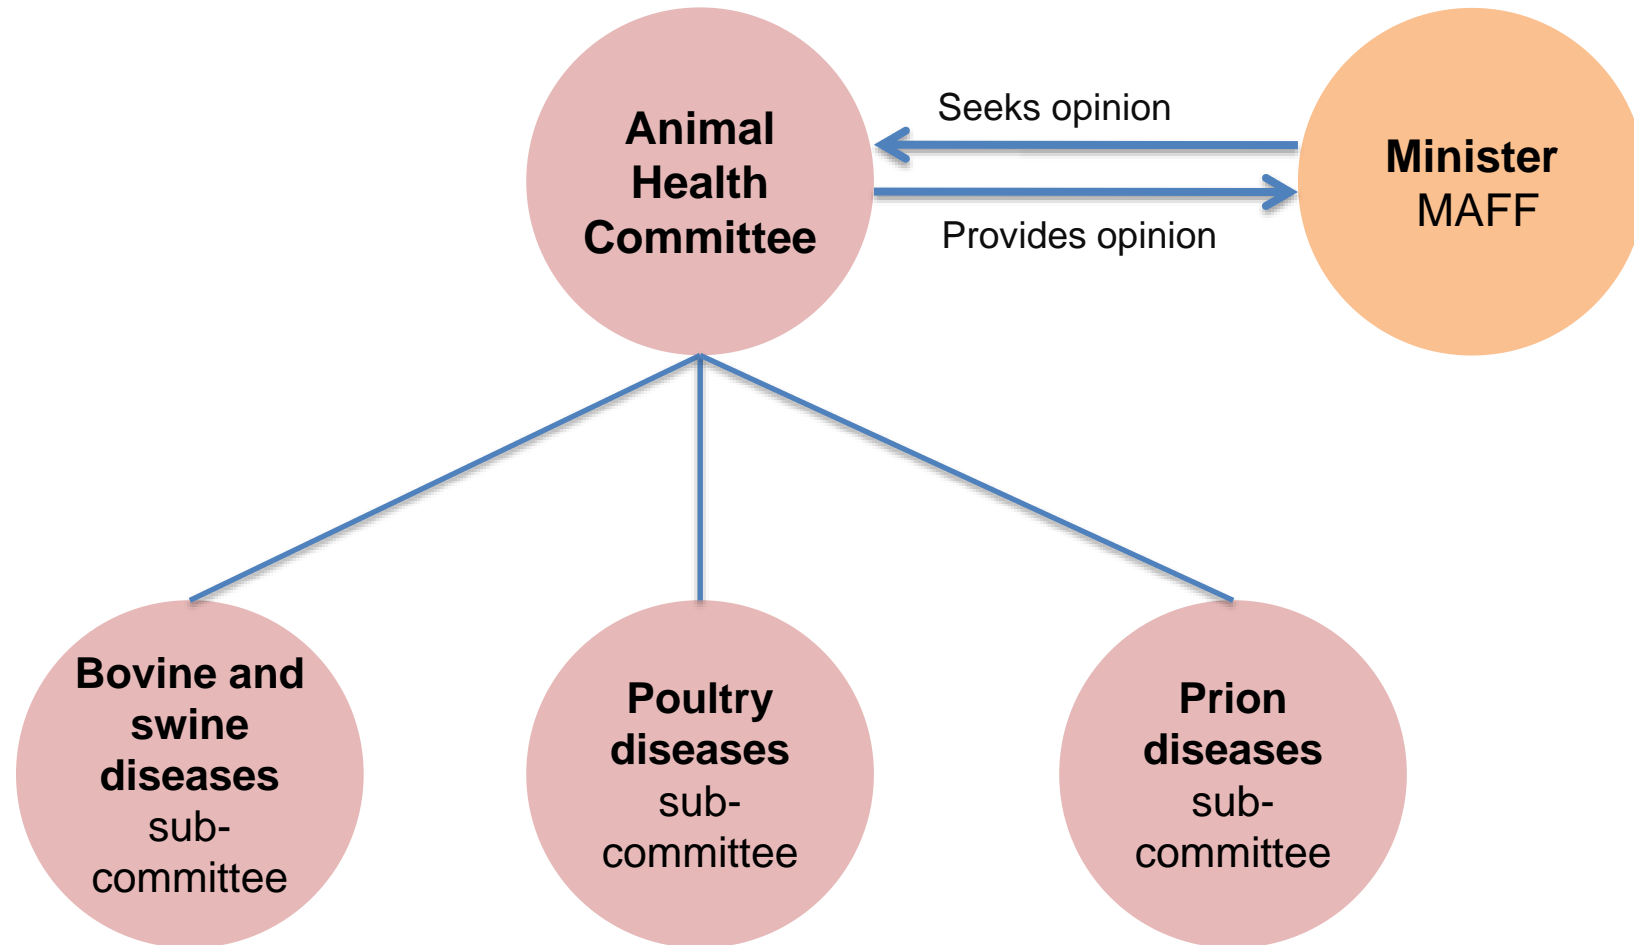 Animal
Health
Committee
Seeks opinion
Provides opinion
Minister
MAFF
Bovine and
swine
diseases
sub-
committee
Poultry
diseases
sub-
committee
Prion
diseases
sub-
committee